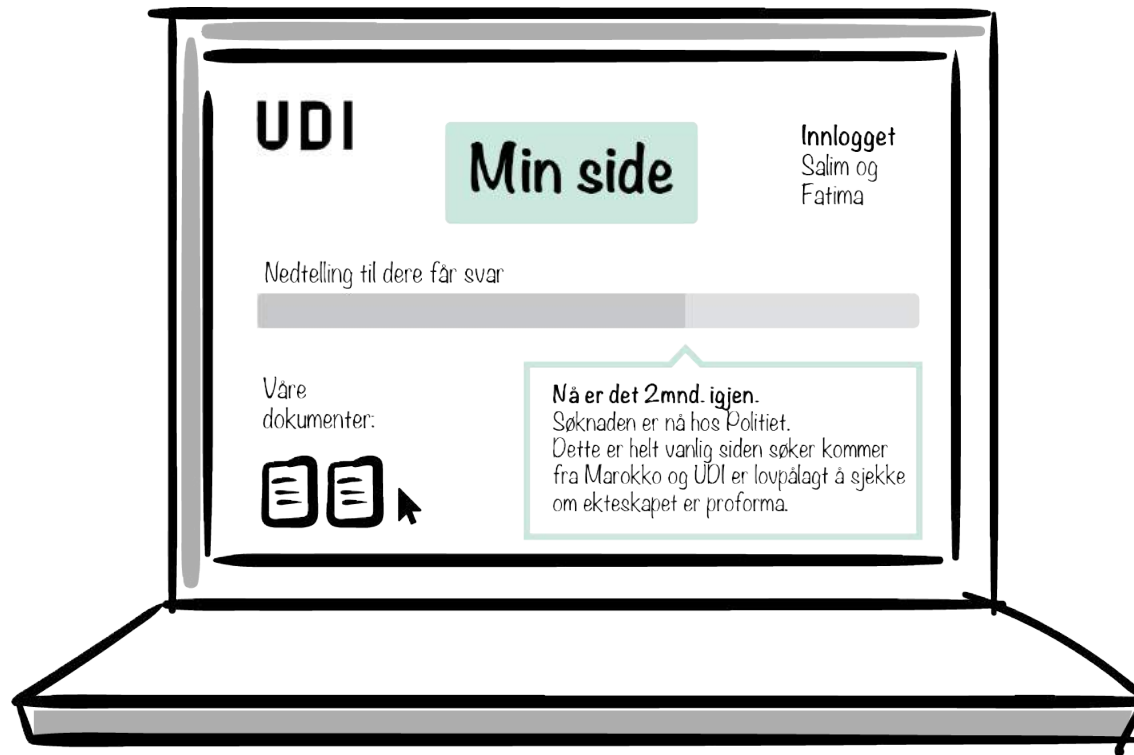 UDI
Min side
Innlogget
Salim og
Fatima
Nedtelling til dere får svar
Våre
dokumenter:
Nå er det 2mnd. igjen.
Søknaden er nå hos Politiet.
Dette er helt vanlig siden søker kommer
fra Marokko og UDI er lovpålagt å sjekke
om ekteskapet er proforma.